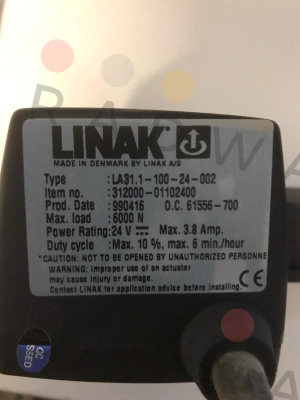 LINAK
MADE IN DENMARK BY LINAK A/S
Type :LA31.1-100-24-002
Item no. :312000-01102400
Prod. Date :990416 O.C. 61556-700
Max. load :6000 N
Power Rating:24 V Max. 3.8 Amp.
Duty cycle :Max. 10 %, max. 6 min./hour
*CAUTION: NOT TO BE OPENED BY UNAUTHORIZED PERSONNE
WARNING: Improper use of an actuator
may cause injury or damage.
Contact LINAK for application advice before installing.
CE
QC
SSED
RADWA